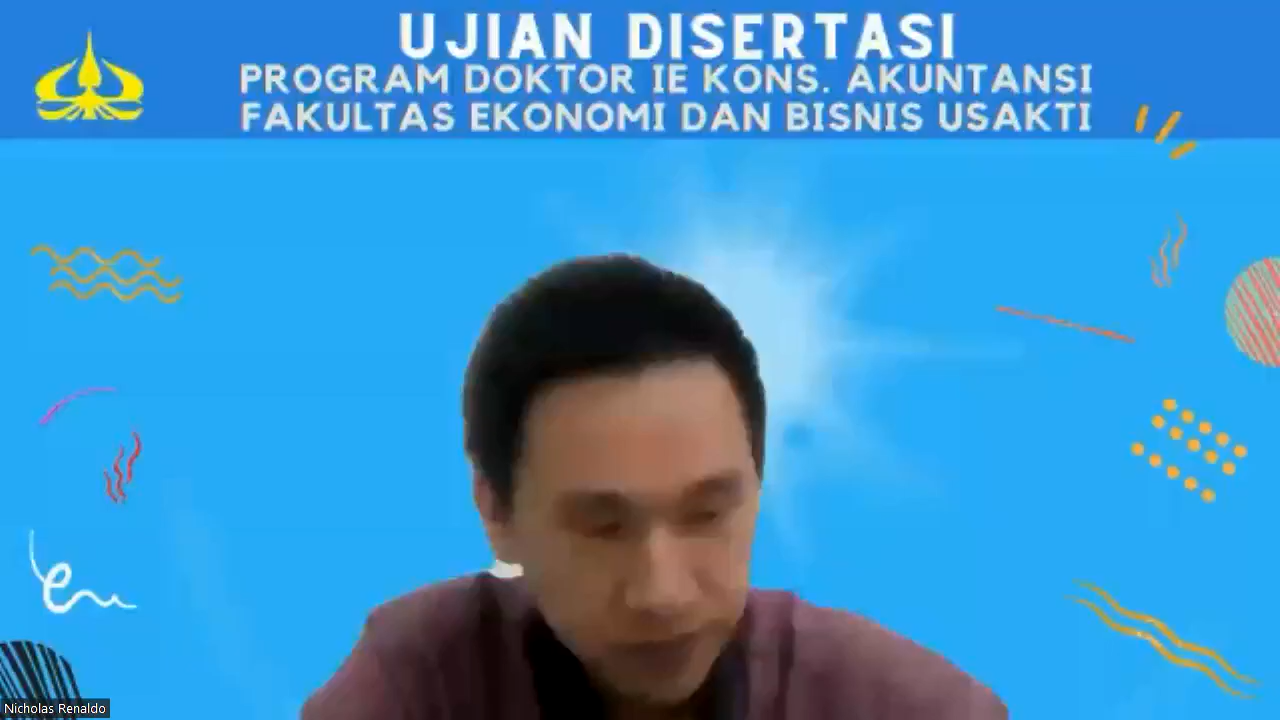 UJIAN DISERTASI
PROGRAM DOKTOR IE KONS. AKUNTANSI
FAKULTAS EKONOMI DAN BISNIS USAKTI
Nicholas Renaldo